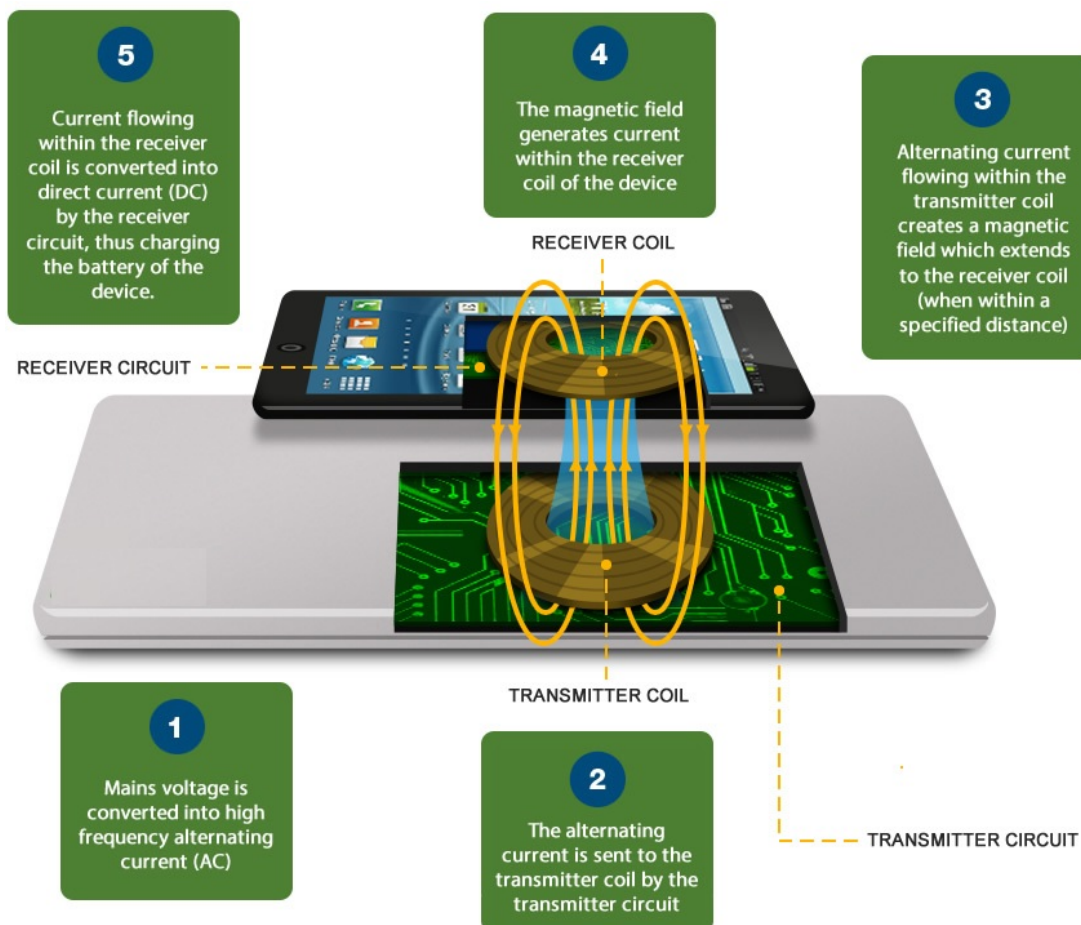 5
Current flowing
within the receiver
coil is converted into
direct current (DC)
by the receiver
circuit, thus charging
the battery of the
device.
4
The magnetic field
generates current
within the receiver
coil of the device
3
Alternating current
flowing within the
transmitter coil
creates a magnetic
field which extends
to the receiver coil
(when within a
specified distance)
RECEIVER COIL
RECEIVER CIRCUIT
TRANSMITTER COIL
1
Mains voltage is
converted into high
frequency alternating
current (AC)
2
The alternating
current is sent to the
transmitter coil by the
transmitter circuit
TRANSMITTER CIRCUIT